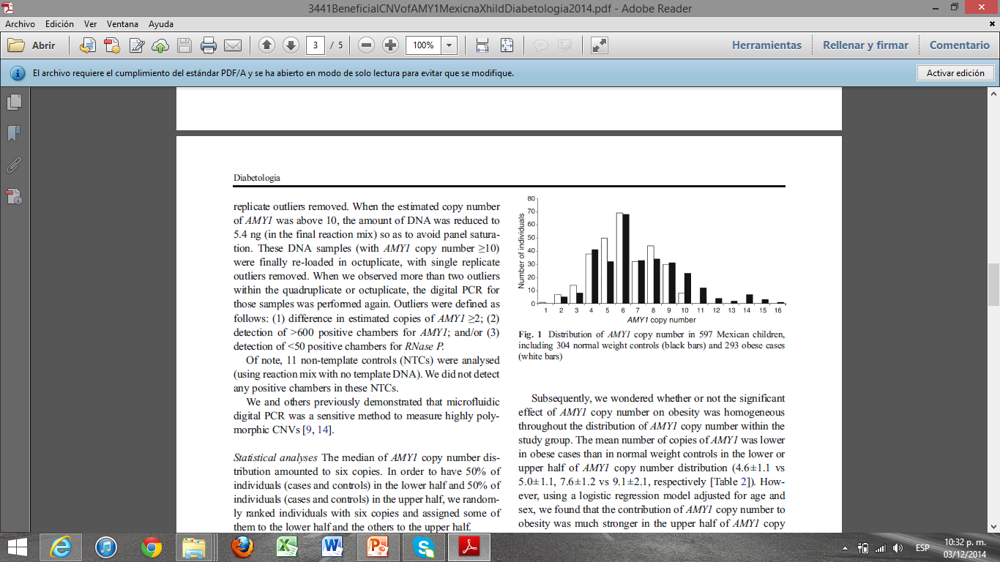 3441BeneficialCNVofAMY1MexicnaXhildDiabetologia2014.pdf - Adobe Reader
Archivo Edición Ver Ventana Ayuda
Abrir 3 / 5 100% Herramientas Rellenar y firmar Comentario
El archivo requiere el cumplimiento del estándar PDF/A y se ha abierto en modo de solo lectura para evitar que se modifique. Activar edición
Diabetologia
replicate outliers removed. When the estimated copy number
of AMY1 was above 10, the amount of DNA was reduced to
5.4 ng (in the final reaction mix) so as to avoid panel satura-
tion. These DNA samples (with AMY1 copy number ≥10)
were finally re-loaded in octuplicate, with single replicate
outliers removed. When we observed more than two outliers
within the quadruplicate or octuplicate, the digital PCR for
those samples was performed again. Outliers were defined as
follows: (1) difference in estimated copies of AMY1 ≥2; (2)
detection of >600 positive chambers for AMY1; and/or (3)
detection of <50 positive chambers for RNase P.
Of note, 11 non-template controls (NTCs) were analysed
(using reaction mix with no template DNA). We did not detect
any positive chambers in these NTCs.
We and others previously demonstrated that microfluidic
digital PCR was a sensitive method to measure highly poly-
morphic CNVs [9, 14].
Statistical analyses The median of AMY1 copy number dis-
tribution amounted to six copies. In order to have 50% of
individuals (cases and controls) in the lower half and 50% of
individuals (cases and controls) in the upper half, we random-
ly ranked individuals with six copies and assigned some of
them to the lower half and the others to the upper half.
Number of individuals
80
70
60
50
40
30
20
10
0
1 2 3 4 5 6 7 8 9 10 11 12 13 14 15 16
AMY1 copy number
Fig. 1 Distribution of AMY1 copy number in 597 Mexican children,
including 304 normal weight controls (black bars) and 293 obese cases
(white bars)
Subsequently, we wondered whether or not the significant
effect of AMY1 copy number on obesity was homogeneous
throughout the distribution of AMY1 copy number within the
study group. The mean number of copies of AMY1 was lower
in obese cases than in normal weight controls in the lower or
upper half of AMY1 copy number distribution (4.6±1.1 vs
5.0±1.1, 7.6±1.2 vs 9.1±2.1, respectively [Table 2]). How-
ever, using a logistic regression model adjusted for age and
sex, we found that the contribution of AMY1 copy number to
obesity was much stronger in the upper half of AMY1 copy
ESP
10:32 p. m.
03/12/2014